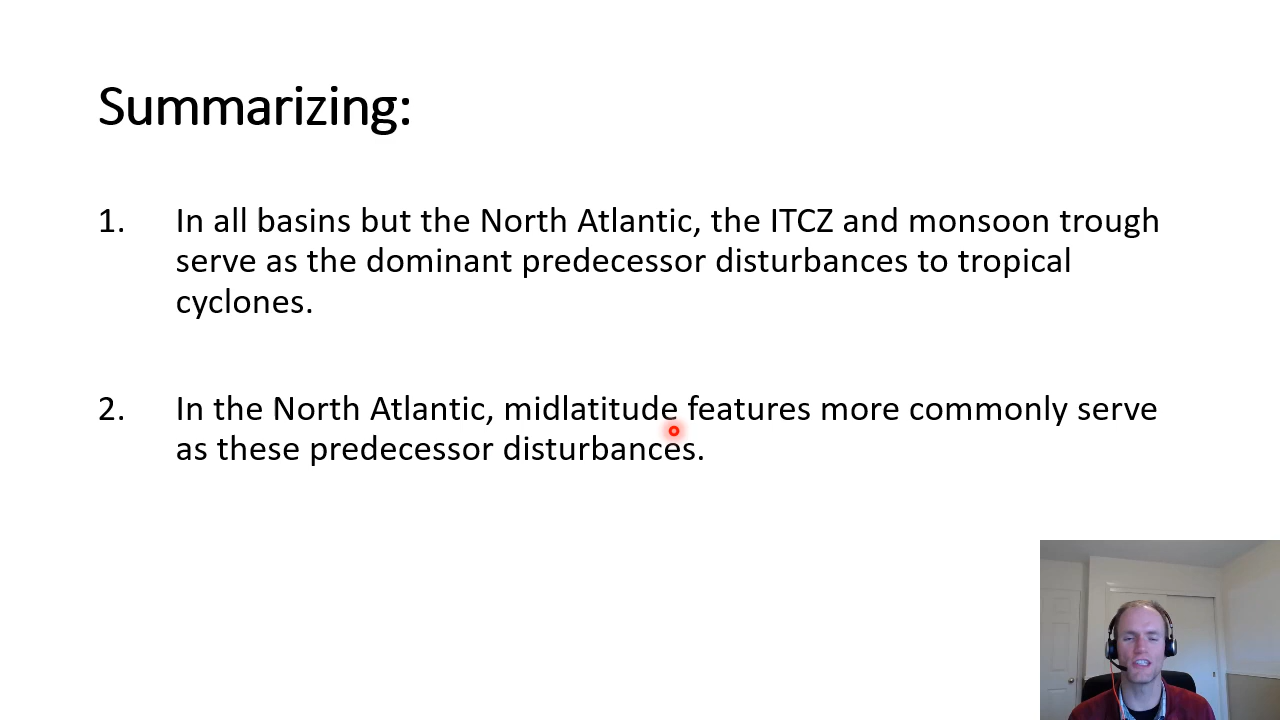 Summarizing:
1. In all basins but the North Atlantic, the ITCZ and monsoon trough
serve as the dominant predecessor disturbances to tropical
cyclones.
2. In the North Atlantic, midlatitude features more commonly serve
as these predecessor disturbances.